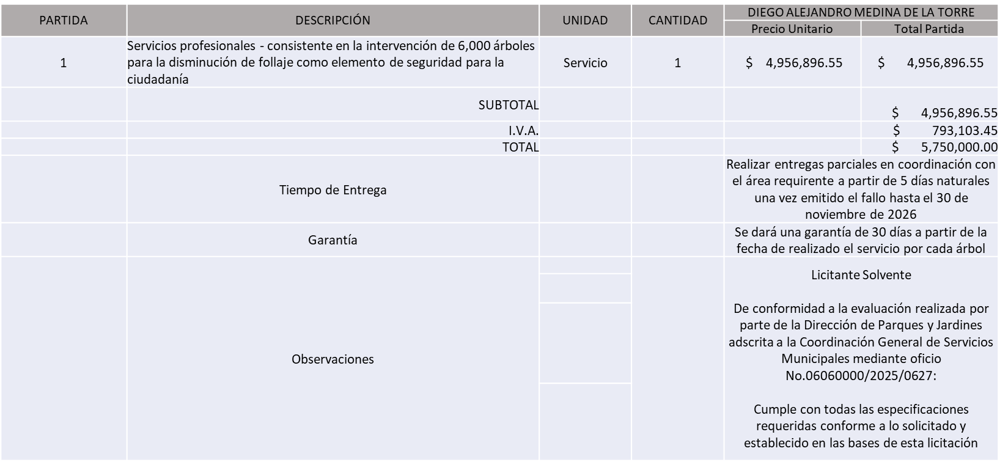 PARTIDA DESCRIPCIÓN UNIDAD CANTIDAD DIEGO ALEJANDRO MEDINA DE LA TORRE
Precio Unitario Total Partida
1 Servicios profesionales - consistente en la intervención de 6,000 árboles
para la disminución de follaje como elemento de seguridad para la
ciudadanía
Servicio 1 $ 4,956,896.55 $ 4,956,896.55
SUBTOTAL $ 4,956,896.55
I.V.A. $ 793,103.45
TOTAL $ 5,750,000.00
Tiempo de Entrega
Realizar entregas parciales en coordinación con
el área requirente a partir de 5 días naturales
una vez emitido el fallo hasta el 30 de
noviembre de 2026
Garantía
Se dará una garantía de 30 días a partir de la
fecha de realizado el servicio por cada árbol
Observaciones
Licitante Solvente
De conformidad a la evaluación realizada por
parte de la Dirección de Parques y Jardines
adscrita a la Coordinación General de Servicios
Municipales mediante oficio
No.06060000/2025/0627:
Cumple con todas las especificaciones
requeridas conforme a lo solicitado y
establecido en las bases de esta licitación